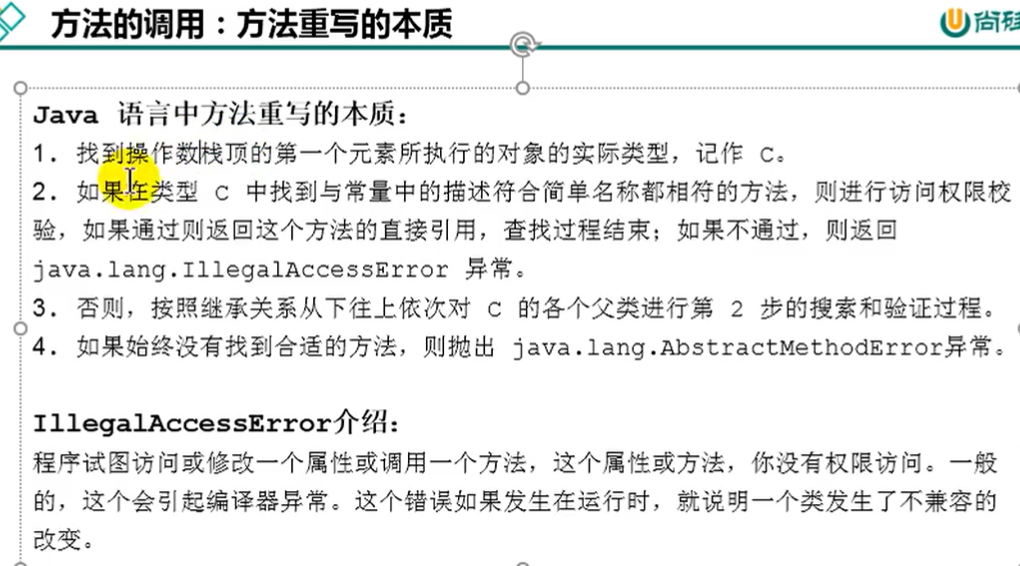 方法的调用：方法重写的本质
尚硅
Java 语言中方法重写的本质：
1. 找到操作数栈顶的第一个元素所执行的对象的实际类型，记作 C。
2. 如果在类型 C 中找到与常量中的描述符合简单名称都相符的方法，则进行访问权限校
验，如果通过则返回这个方法的直接引用，查找过程结束；如果不通过，则返回
java.lang.IllegalAccessError 异常。
3. 否则，按照继承关系从下往上依次对 C 的各个父类进行第 2 步的搜索和验证过程。
4. 如果始终没有找到合适的方法，则抛出 java.lang.AbstractMethodError异常。
IllegalAccessError介绍：
程序试图访问或修改一个属性或调用一个方法，这个属性或方法，你没有权限访问。一般
的，这个会引起编译器异常。这个错误如果发生在运行时，就说明一个类发生了不兼容的
改变。